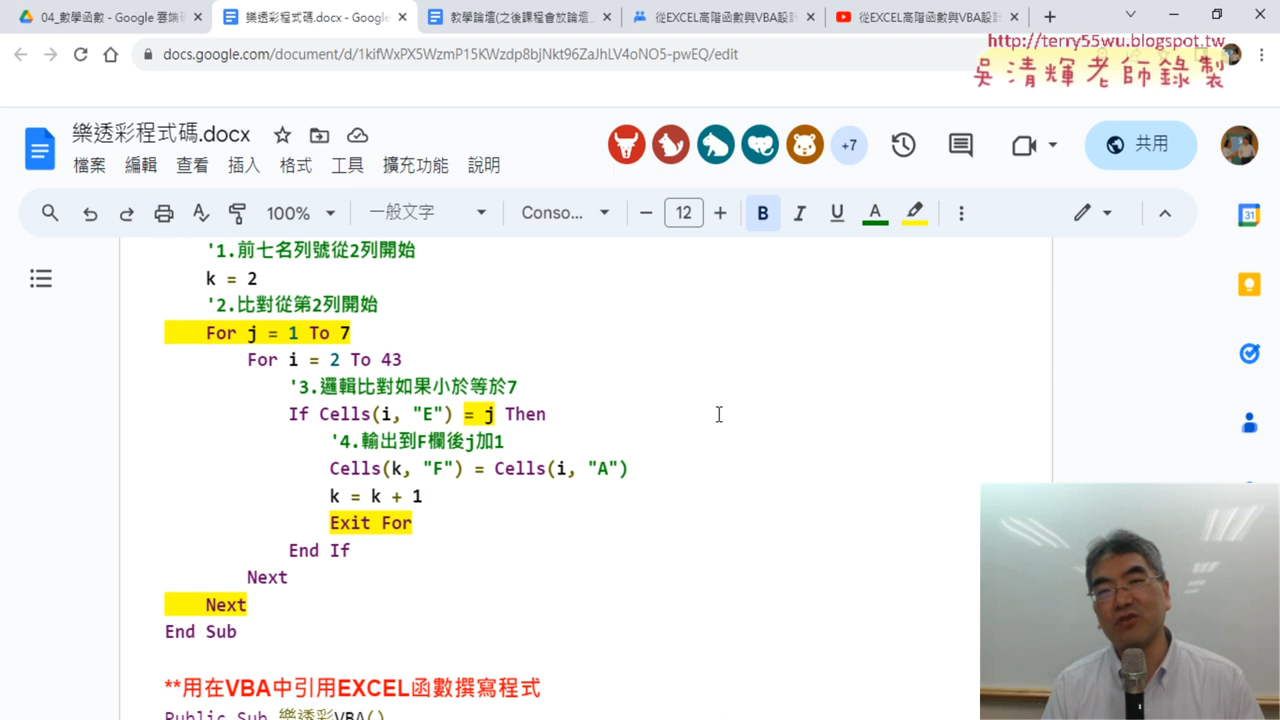 04_數學函數 - Google 雲端硬
樂透彩程式碼.docx - Google
教學論壇(之後課程會放論壇
從EXCEL高階函數與VBA設計
從EXCEL高階函數與VBA設計
docs.google.com/document/d/1kifWxPX5WzmP15KWzdp8bjNkt96ZaJhLV4oNO5-pwEQ/edit
http://terry55wu.blogspot.tw
吳清輝老師錄製
樂透彩程式碼.docx
+7
共用
檔案 編輯 查看 插入 格式 工具 擴充功能 說明
100% 一般文字 Conso... 12 B I U A
31
'1.前七名列號從2列開始
k = 2
'2.比對從第2列開始
For j = 1 To 7
For i = 2 To 43
'3.邏輯比對如果小於等於7
If Cells(i, "E") = j Then
'4.輸出到F欄後j加1
Cells(k, "F") = Cells(i, "A")
k = k + 1
Exit For
End If
Next
Next
End Sub
**用在VBA中引用EXCEL函數撰寫程式
Public Sub 樂透彩VBA()